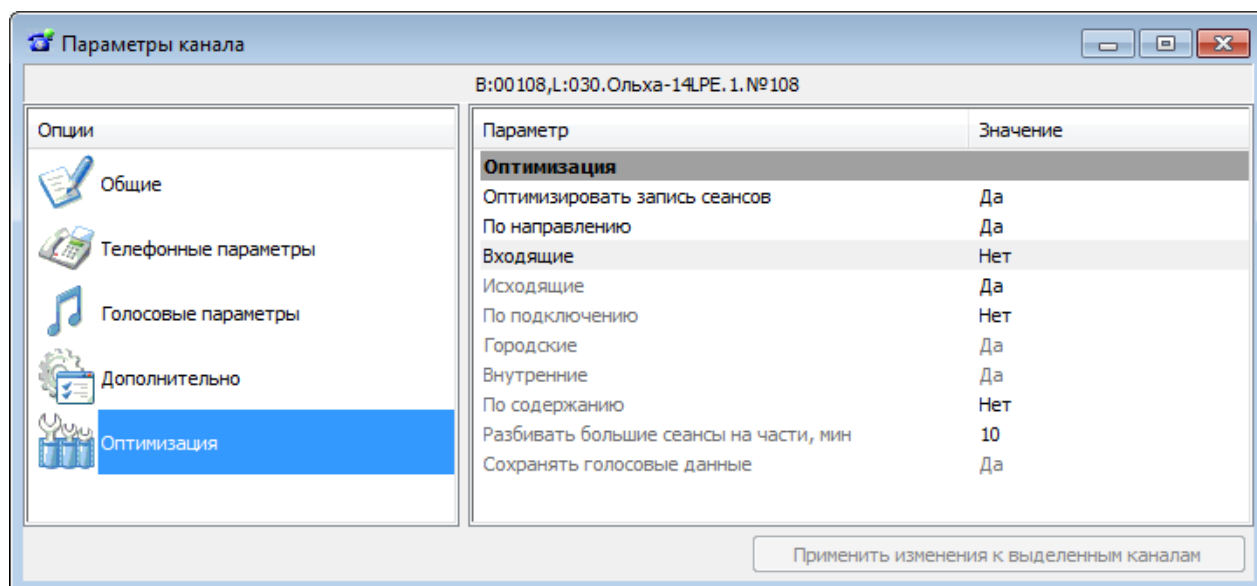 Параметры канала
B:00108,L:030.Ольха-14LPE.1.№108
Опции
Общие
Телефонные параметры
Голосовые параметры
Дополнительно
Оптимизация
Параметр Значение
Оптимизация
Оптимизировать запись сеансов Да
По направлению Да
Входящие Нет
Исходящие Да
По подключению Нет
Городские Да
Внутренние Да
По содержанию Нет
Разбивать большие сеансы на части, мин 10
Сохранять голосовые данные Да
Применить изменения к выделенным каналам